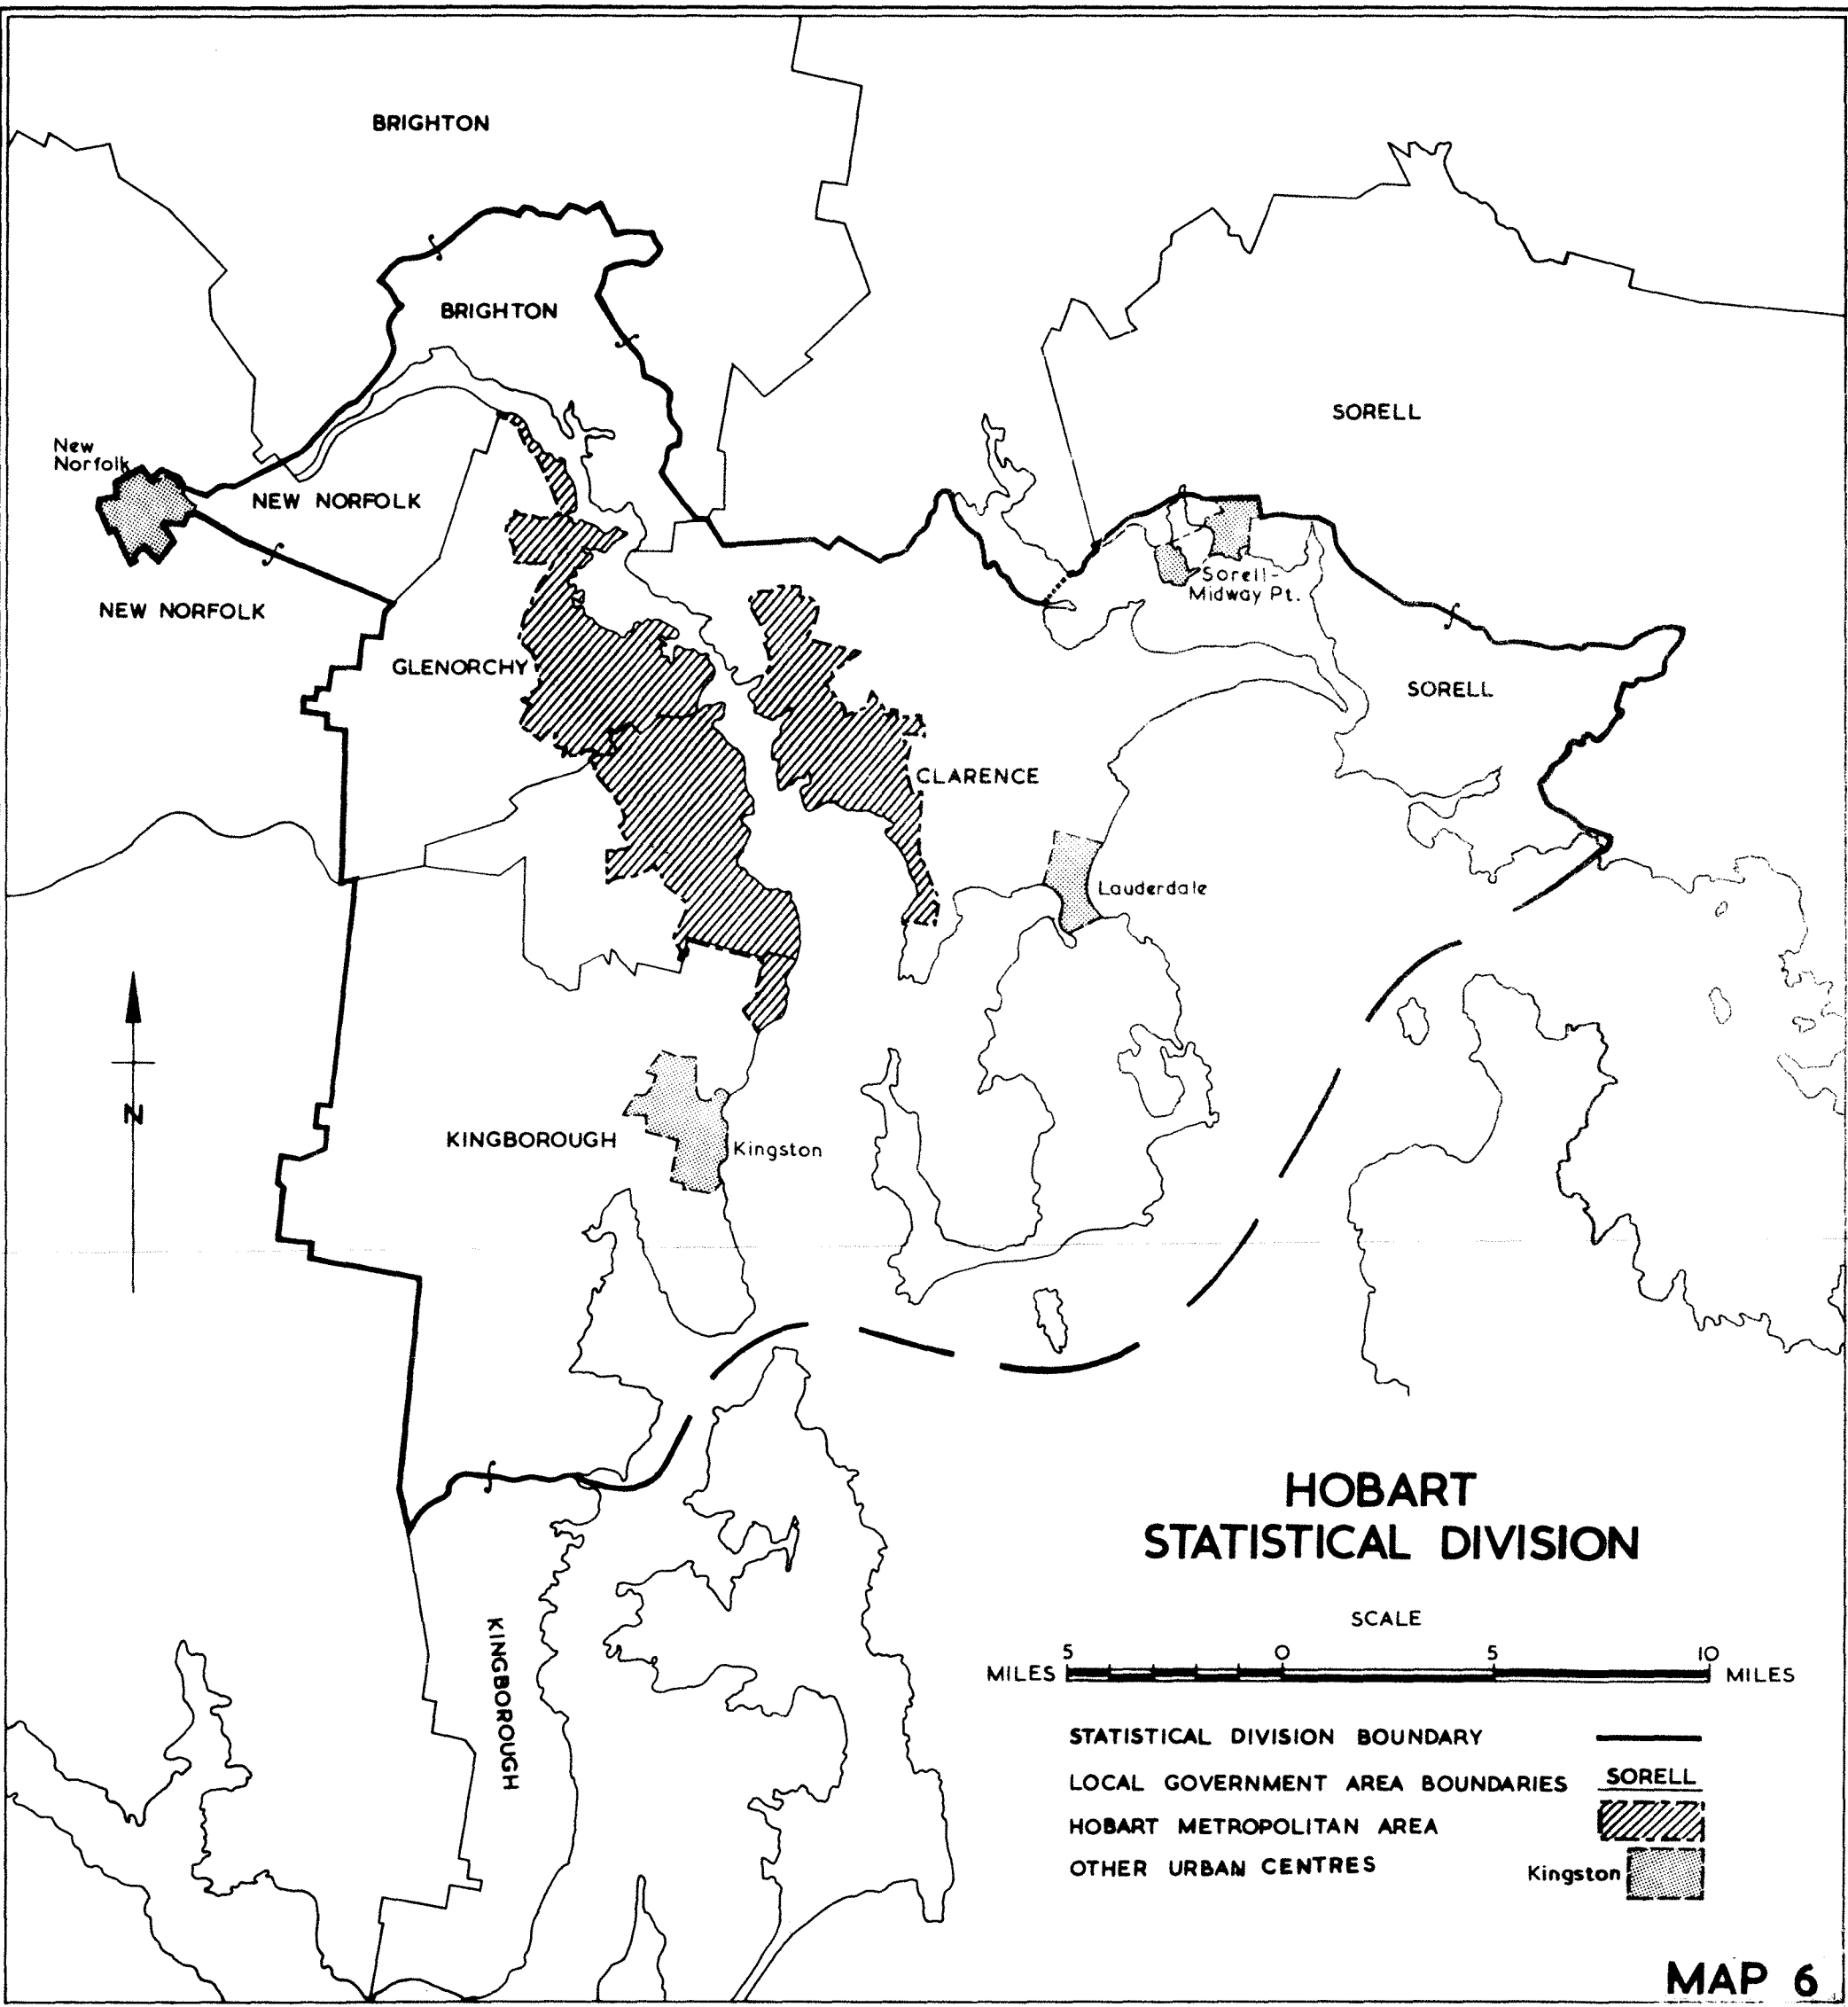 BRIGHTON
BRIGHTON
SORELL
New
Norfolk
NEW NORFOLK
NEW NORFOLK
Sorell-
Midway Pt.
GLENORCHY
SORELL
CLARENCE
Lauderdale
N
KINGBOROUGH
Kingston
HOBART
STATISTICAL DIVISION
SCALE
5 0 5 10
MILES MILES
KINGBOROUGH
STATISTICAL DIVISION BOUNDARY
LOCAL GOVERNMENT AREA BOUNDARIES SORELL
HOBART METROPOLITAN AREA
OTHER URBAN CENTRES Kingston
MAP 6